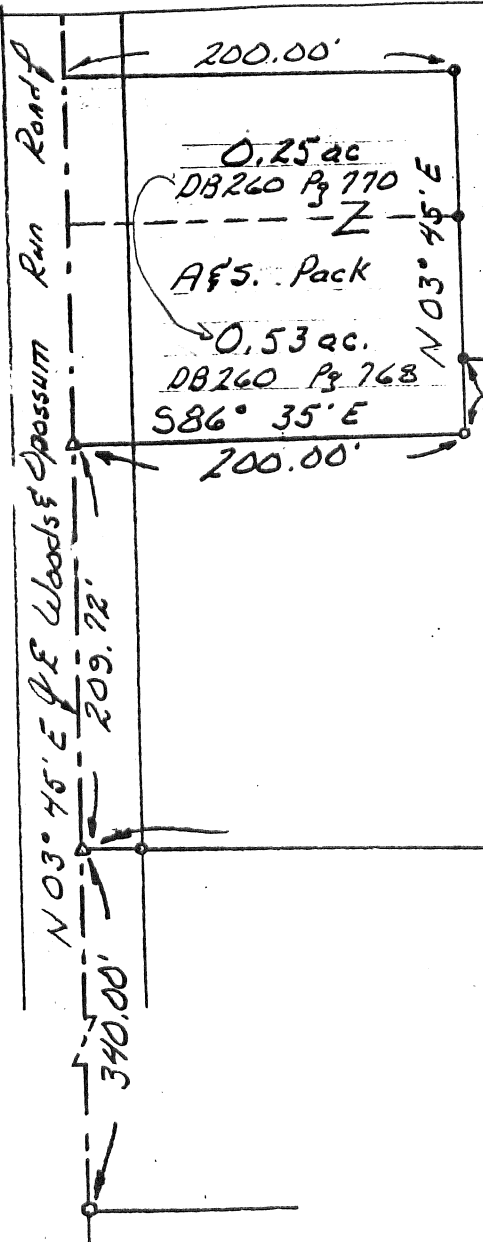 200.00'
0.25 ac
DB260 Pg 770
Z
A&S. Pack
0.53 ac.
DB260 Pg 768
S86° 35' E
200.00'
N 03° 45' E
N 03° 45' E ȼ E Woods & Opossum Run Road
209.72'
340.00'